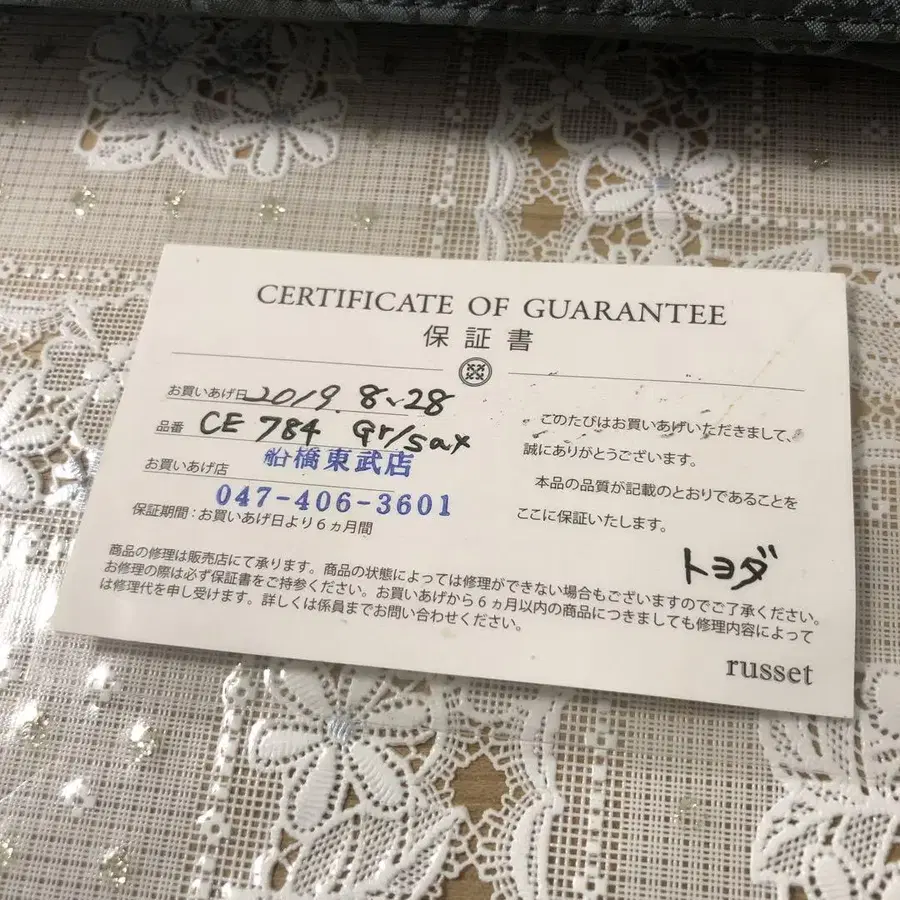 CERTIFICATE OF GUARANTEE
保証書
お買いあげ日 2019. 8、28
品番 CE 784 Gr/sax
お買いあげ店 船橋東武店
047-406-3601
保証期間:お買いあげ日より6ヵ月間
このたびはお買いあげいただきまして、
誠にありがとうございます。
本品の品質が記載のとおりであることを
ここに保証いたします。
トヨダ
商品の修理は販売店にて承ります。商品の状態によっては修理ができない場合もございますのでご了承ください。
お修理の際は必ず保証書をご持参ください。お買いあげから6ヵ月以内の商品につきましても修理内容によって
は修理代を申し受けます。詳しくは係員までお問い合わせください。
russet